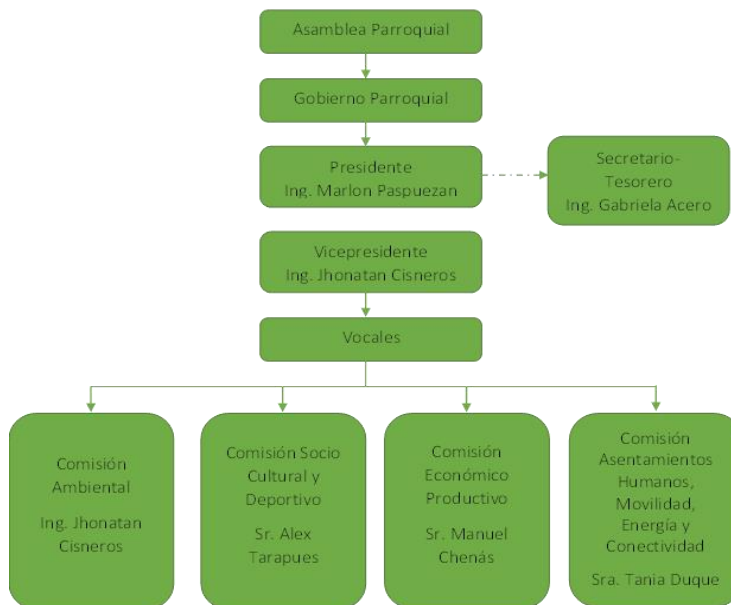 Asamblea Parroquial
Gobierno Parroquial
Presidente
Ing. Marlon Paspuezan
Secretario-
Tesorero
Ing. Gabriela Acero
Vicepresidente
Ing. Jhonatan Cisneros
Vocales
Comisión
Ambiental
Ing. Jhonatan
Cisneros
Comisión Socio
Cultural y
Deportivo
Sr. Alex
Tarapues
Comisión
Económico
Productivo
Sr. Manuel
Chenás
Comisión
Asentamientos
Humanos,
Movilidad,
Energía y
Conectividad
Sra. Tania Duque